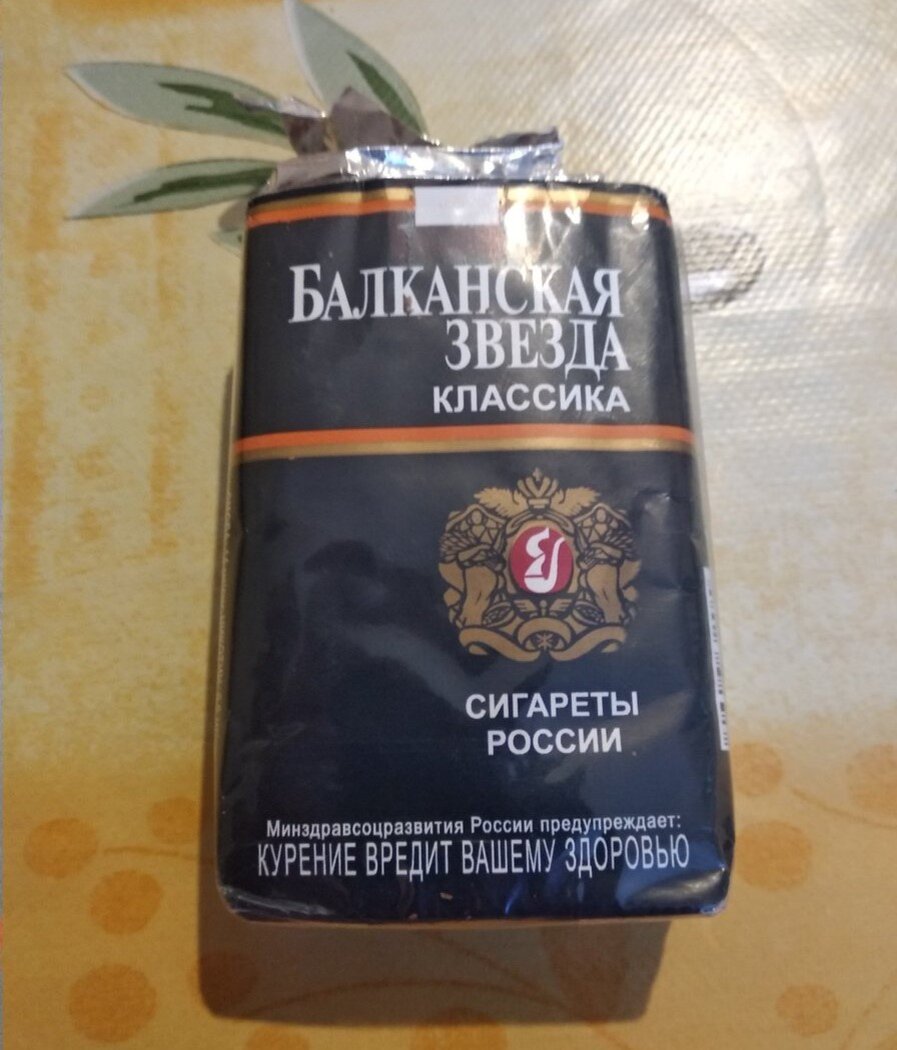 БАЛКАНСКАЯ
ЗВЕЗДА
КЛАССИКА
СИГАРЕТЫ
РОССИИ
Минздравсоцразвития России предупреждает:
КУРЕНИЕ ВРЕДИТ ВАШЕМУ ЗДОРОВЬЮ